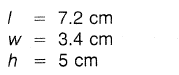 l = 7.2 cm
w = 3.4 cm
h = 5 cm